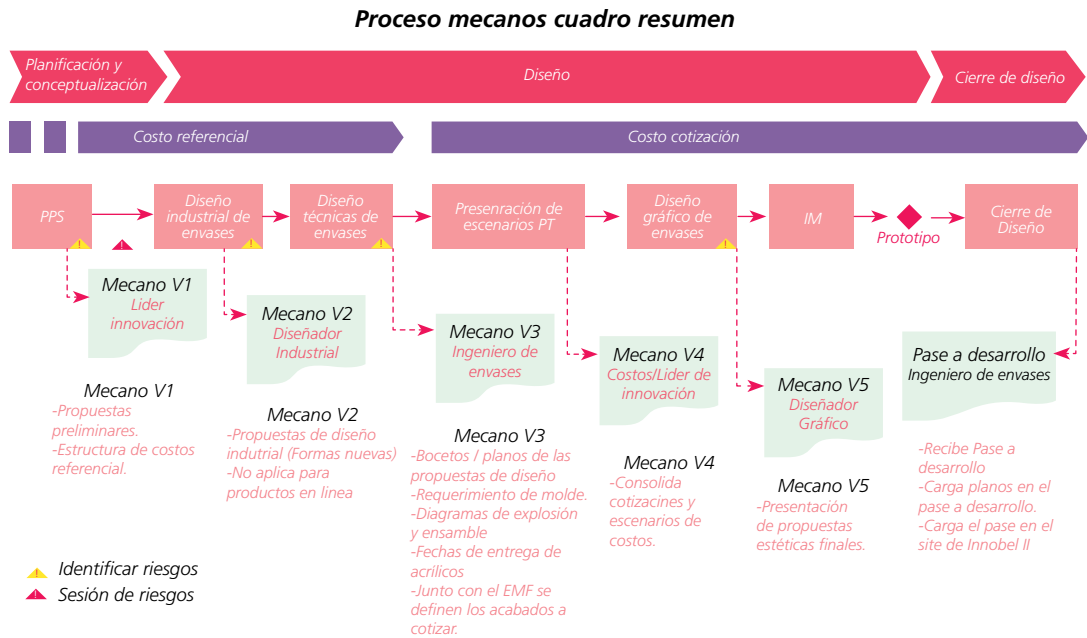 Proceso mecanos cuadro resumen
Planificación y
conceptualización
Diseño
Cierre de diseño
Costo referencial
Costo cotización
PPS
Diseño
industrial de
envases
Diseño
técnicas de
envases
Presenración de
escenarios PT
Diseño
gráfico de
envases
IM
Prototipo
Cierre de
Diseño
Mecano V1
Lider
innovación
Mecano V2
Diseñador
Industrial
Mecano V3
Ingeniero de
envases
Mecano V4
Costos/Lider de
innovación
Mecano V5
Diseñador
Gráfico
Pase a desarrollo
Ingeniero de envases
Mecano V1
-Propuestas
preliminares.
-Estructura de costos
referencial.
Mecano V2
-Propuestas de diseño
indutrial (Formas nuevas)
-No aplica para
productos en linea
Mecano V3
-Bocetos / planos de las
propuestas de diseño
-Requerimiento de molde.
-Diagramas de explosión
y ensamble
-Fechas de entrega de
acrílicos
-Junto con el EMF se
definen los acabados a
cotizar.
Mecano V4
-Consolida
cotizacines y
escenarios de
costos.
Mecano V5
-Presentación
de propuestas
estéticas finales.
-Recibe Pase a
desarrollo
-Carga planos en el
pase a desarrollo.
-Carga el pase en el
site de Innobel II
Identificar riesgos
Sesión de riesgos